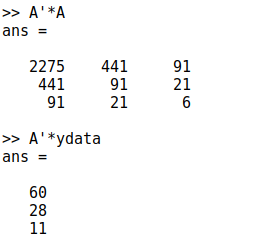 >> A'*A
ans =
2275 441 91
441 91 21
91 21 6
>> A'*ydata
ans =
60
28
11